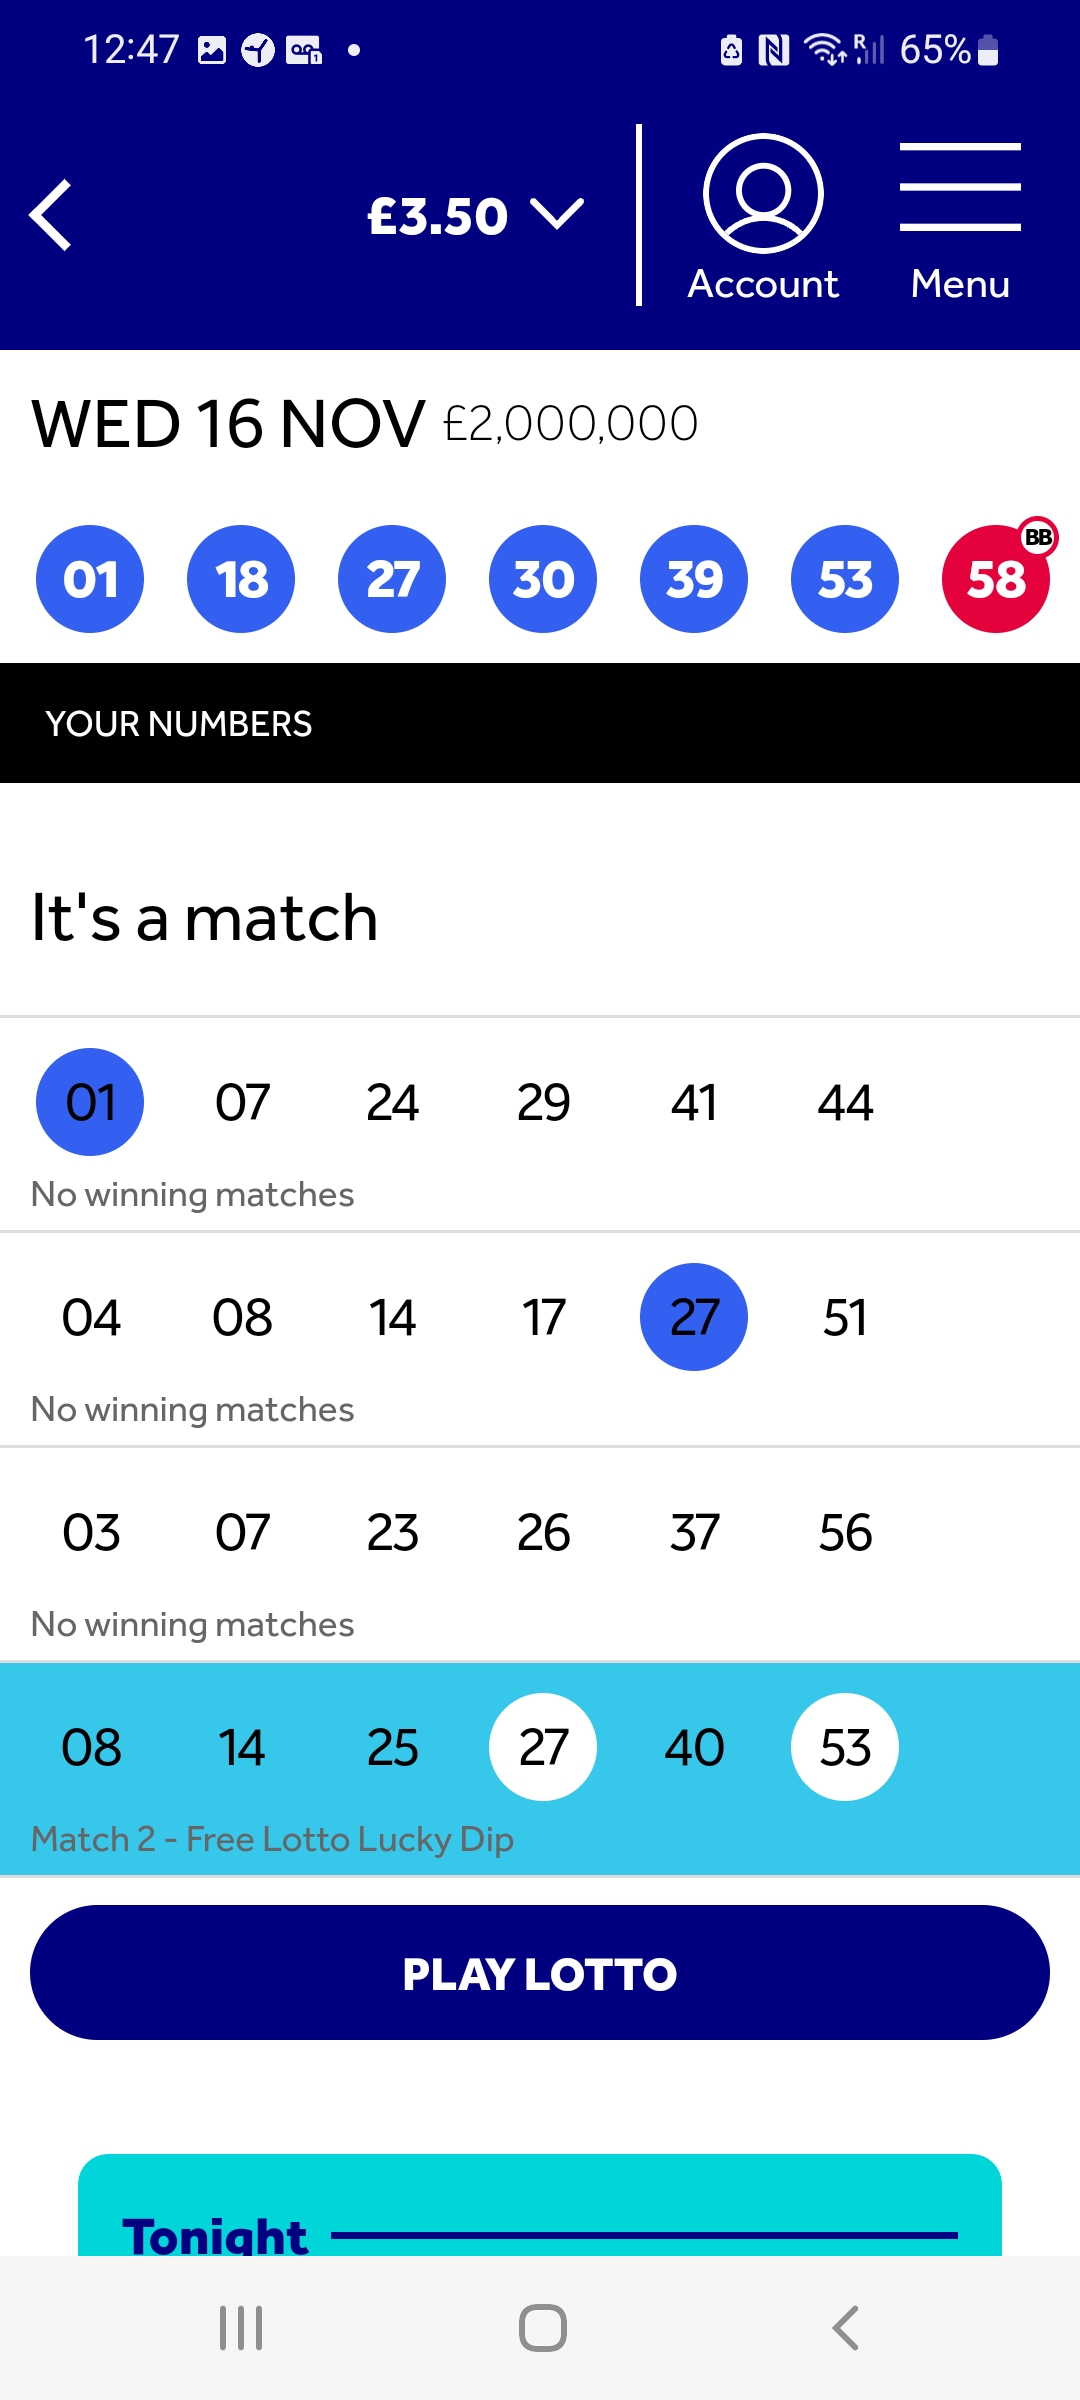 12:47 1 R 65%
£3.50
Account Menu
WED 16 NOV £2,000,000
01 18 27 30 39 53 58 BB
YOUR NUMBERS
It's a match
01 07 24 29 41 44
No winning matches
04 08 14 17 27 51
No winning matches
03 07 23 26 37 56
No winning matches
08 14 25 27 40 53
Match 2 - Free Lotto Lucky Dip
PLAY LOTTO
Tonight